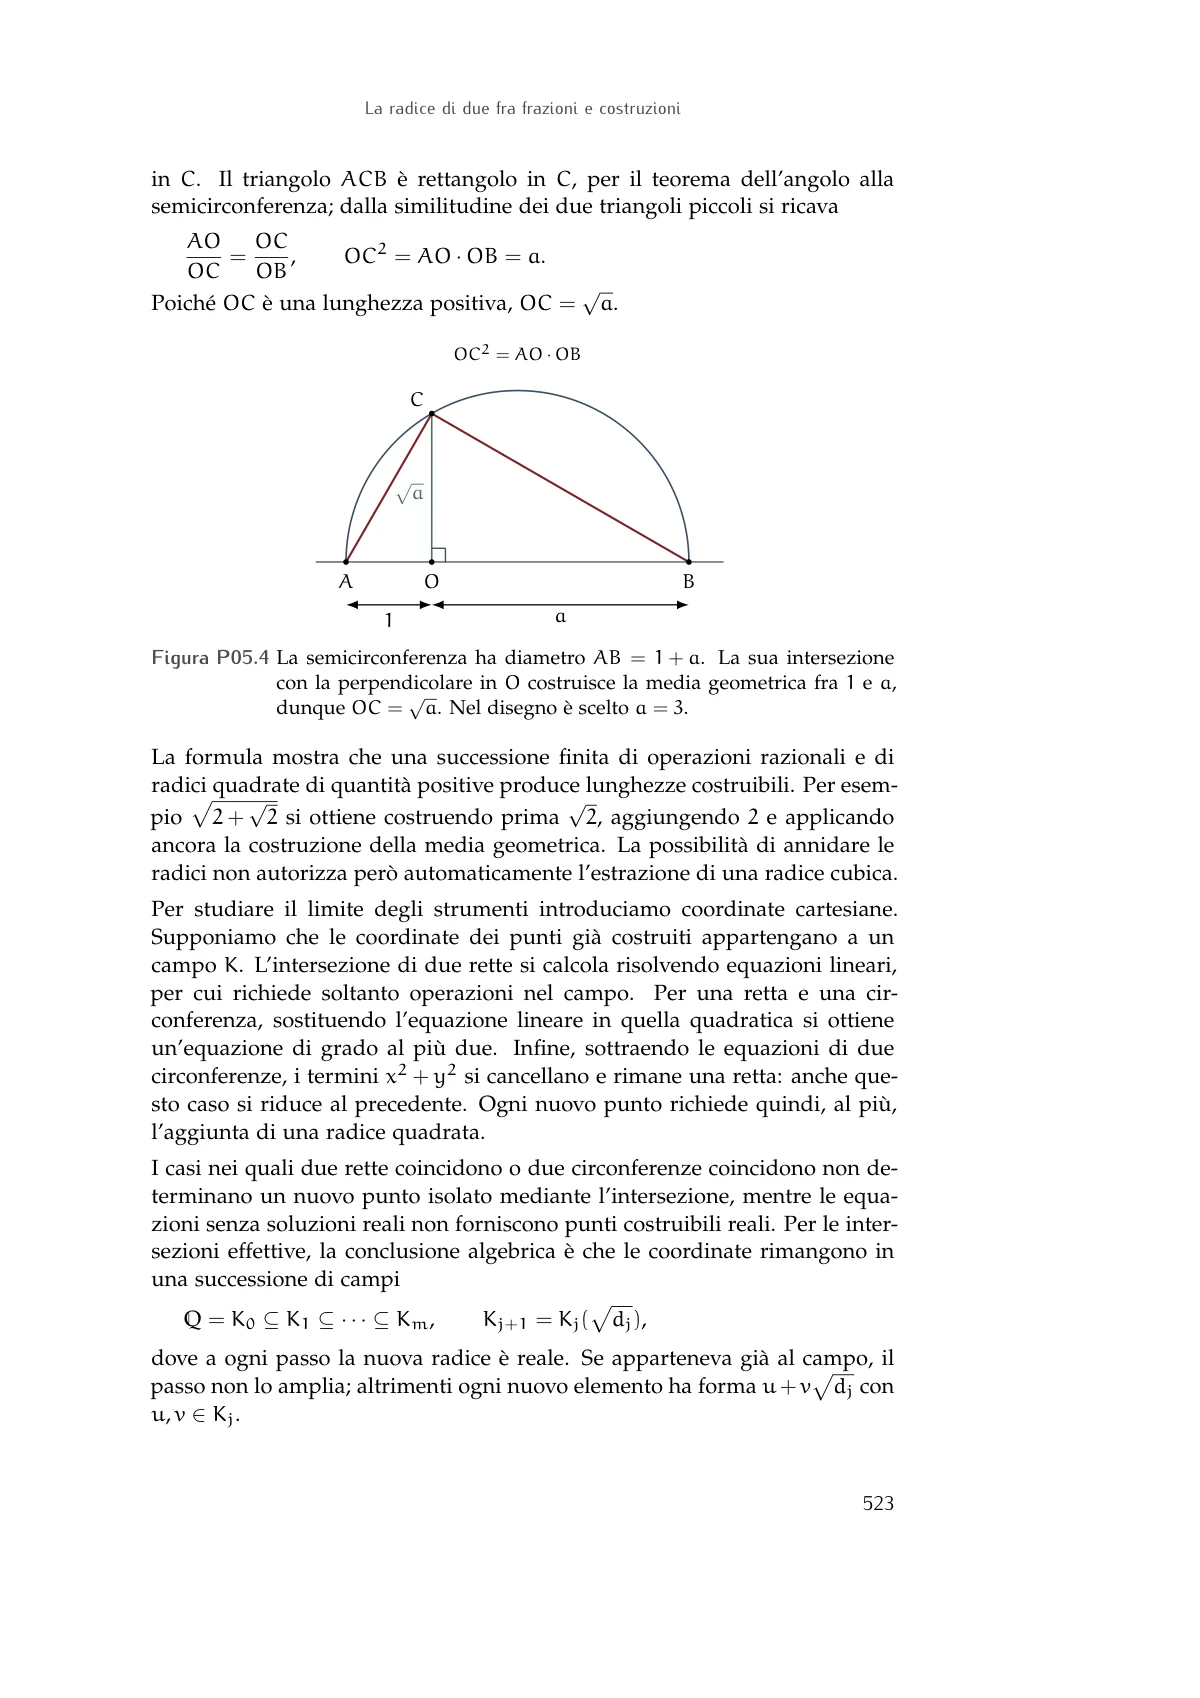 La radice di due fra frazioni e costruzioni
in C. Il triangolo ACB è rettangolo in C, per il teorema dell'angolo alla
semicirconferenza; dalla similitudine dei due triangoli piccoli si ricava
AO/OC = OC/OB, OC² = AO · OB = a.
Poiché OC è una lunghezza positiva, OC = √a.
OC² = AO · OB
C
√a
A O B
1 a
Figura P05.4 La semicirconferenza ha diametro AB = 1 + a. La sua intersezione
con la perpendicolare in O costruisce la media geometrica fra 1 e a,
dunque OC = √a. Nel disegno è scelto a = 3.
La formula mostra che una successione finita di operazioni razionali e di
radici quadrate di quantità positive produce lunghezze costruibili. Per esem-
pio √(2 + √2) si ottiene costruendo prima √2, aggiungendo 2 e applicando
ancora la costruzione della media geometrica. La possibilità di annidare le
radici non autorizza però automaticamente l'estrazione di una radice cubica.
Per studiare il limite degli strumenti introduciamo coordinate cartesiane.
Supponiamo che le coordinate dei punti già costruiti appartengano a un
campo K. L'intersezione di due rette si calcola risolvendo equazioni lineari,
per cui richiede soltanto operazioni nel campo. Per una retta e una cir-
conferenza, sostituendo l'equazione lineare in quella quadratica si ottiene
un'equazione di grado al più due. Infine, sottraendo le equazioni di due
circonferenze, i termini x² + y² si cancellano e rimane una retta: anche que-
sto caso si riduce al precedente. Ogni nuovo punto richiede quindi, al più,
l'aggiunta di una radice quadrata.
I casi nei quali due rette coincidono o due circonferenze coincidono non de-
terminano un nuovo punto isolato mediante l'intersezione, mentre le equa-
zioni senza soluzioni reali non forniscono punti costruibili reali. Per le inter-
sezioni effettive, la conclusione algebrica è che le coordinate rimangono in
una successione di campi
ℚ = K₀ ⊆ K₁ ⊆ ··· ⊆ Kₘ, Kⱼ₊₁ = Kⱼ(√dⱼ),
dove a ogni passo la nuova radice è reale. Se apparteneva già al campo, il
passo non lo amplia; altrimenti ogni nuovo elemento ha forma u + v√dⱼ con
u, v ∈ Kⱼ.
523